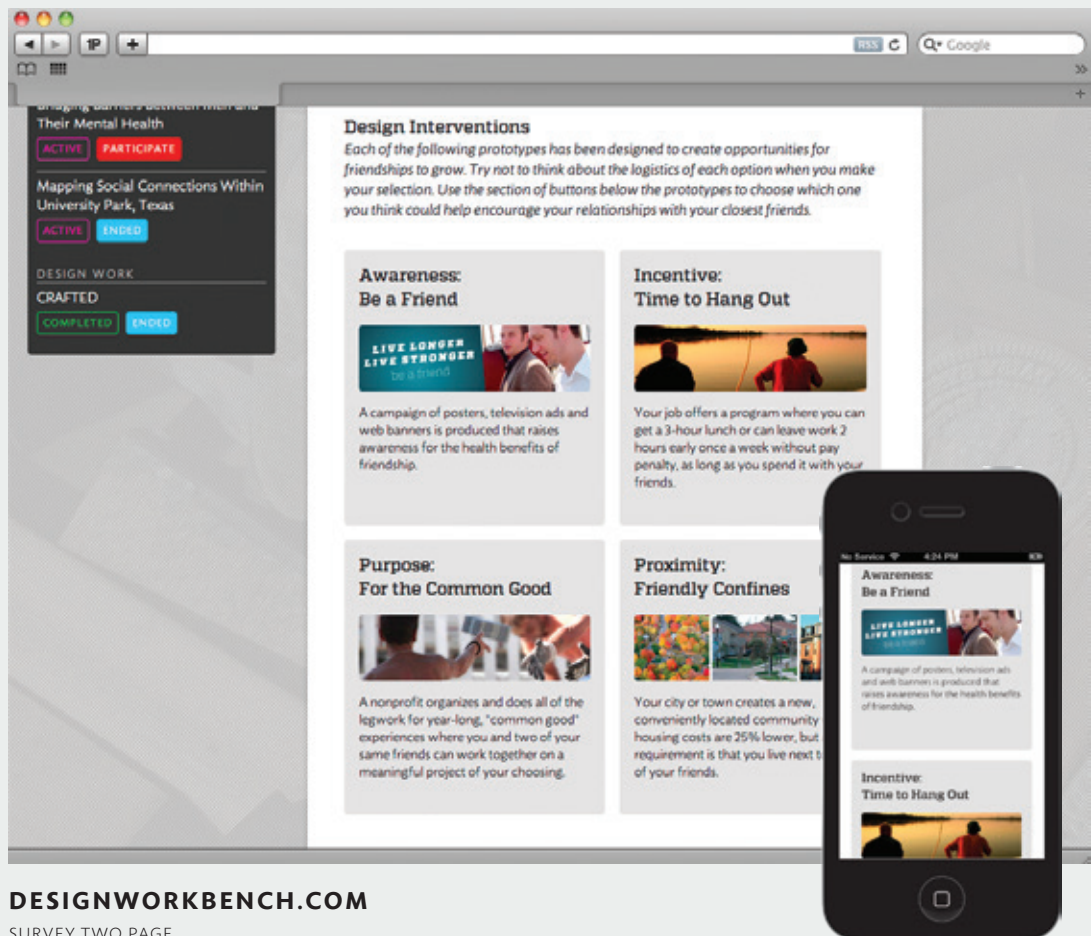 RSS
Google
Bridging Barriers Between Men and
Their Mental Health
ACTIVE PARTICIPATE
Mapping Social Connections Within
University Park, Texas
ACTIVE ENDED
DESIGN WORK
CRAFTED
COMPLETED ENDED
Design Interventions
Each of the following prototypes has been designed to create opportunities for
friendships to grow. Try not to think about the logistics of each option when you make
your selection. Use the section of buttons below the prototypes to choose which one
you think could help encourage your relationships with your closest friends.
Awareness:
Be a Friend
LIVE LONGER
LIVE STRONGER
be a friend
A campaign of posters, television ads and
web banners is produced that raises
awareness for the health benefits of
friendship.
Incentive:
Time to Hang Out
Your job offers a program where you can
get a 3-hour lunch or can leave work 2
hours early once a week without pay
penalty, as long as you spend it with your
friends.
Purpose:
For the Common Good
A nonprofit organizes and does all of the
legwork for year-long, "common good"
experiences where you and two of your
same friends can work together on a
meaningful project of your choosing.
Proximity:
Friendly Confines
Your city or town creates a new,
conveniently located community
housing costs are 25% lower, but
requirement is that you live next
of your friends.
No Service 4:24 PM
Awareness:
Be a Friend
LIVE LONGER
LIVE STRONGER
be a friend
A campaign of posters, television ads
and web banners is produced that
raises awareness for the health benefits
of friendship.
Incentive:
Time to Hang Out
DESIGNWORKBENCH.COM
SURVEY TWO PAGE